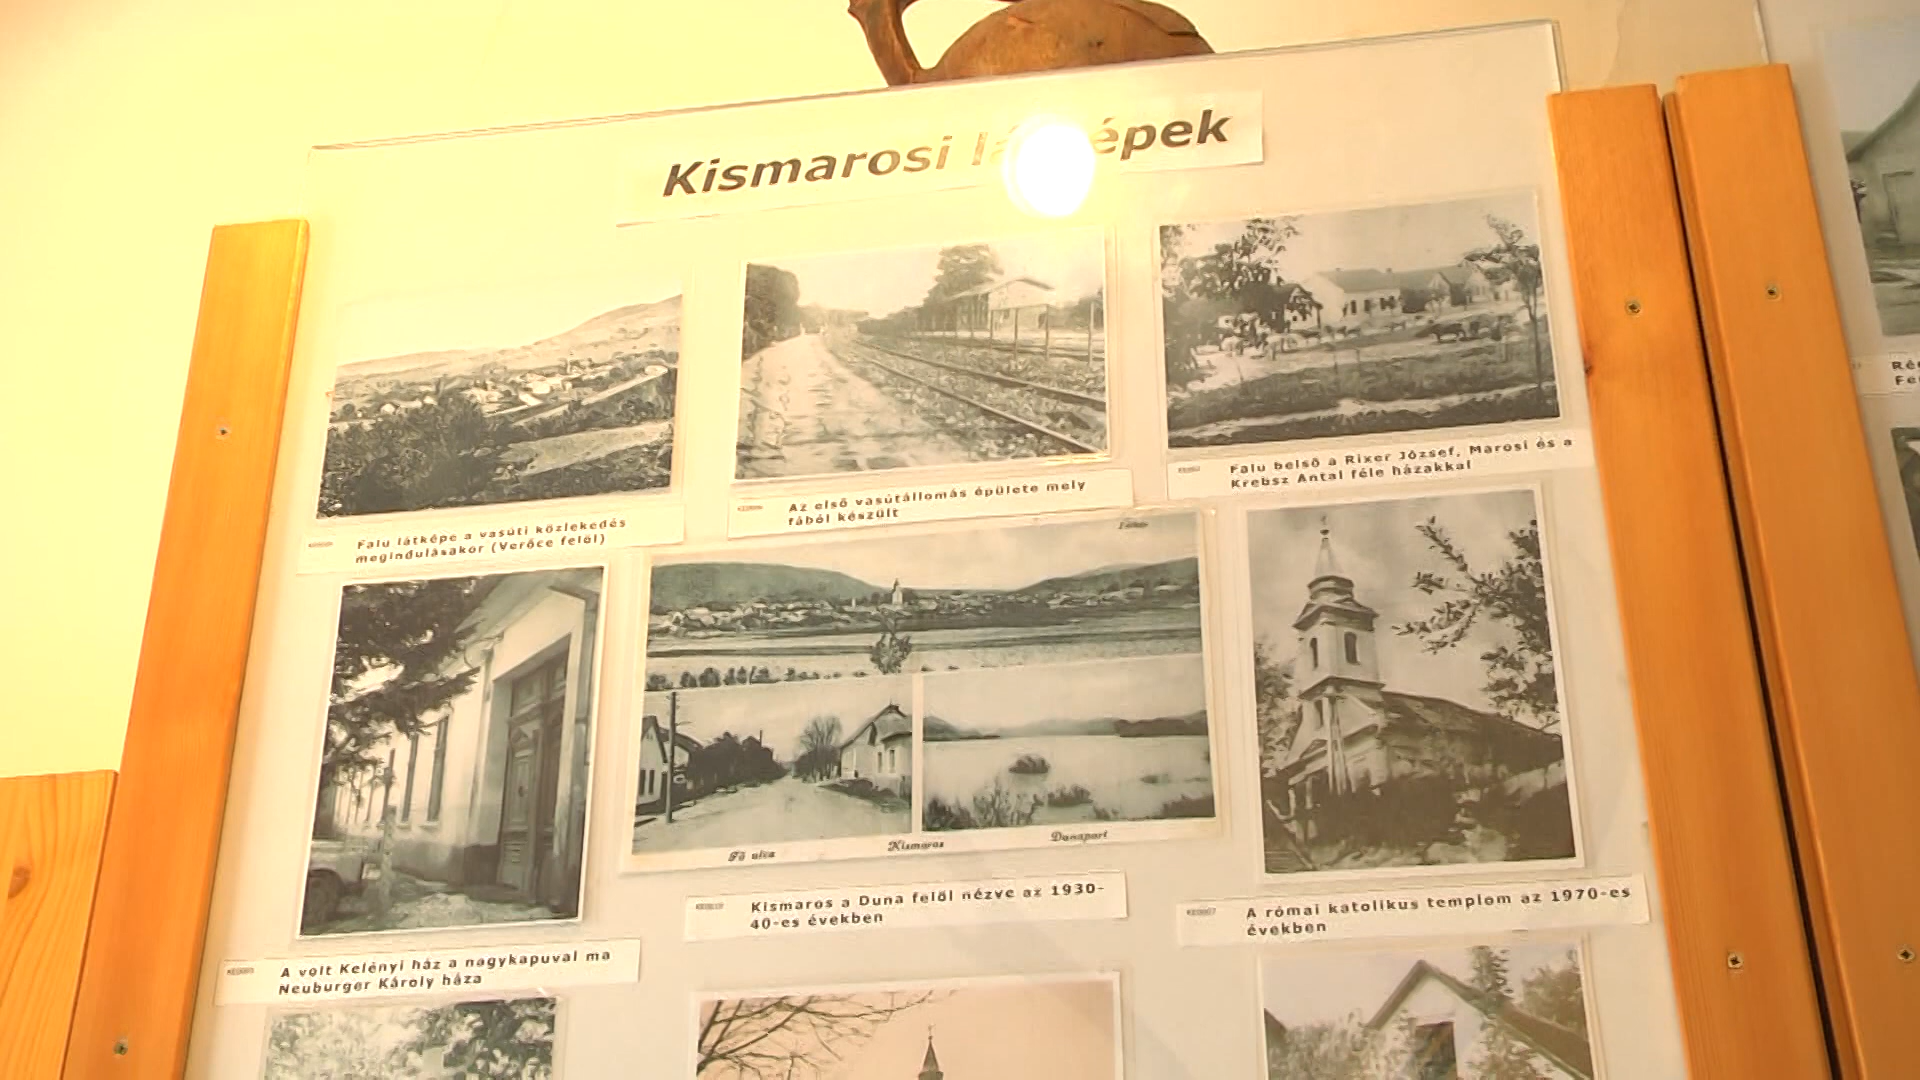 Kismarosi
Falu látképe a vasúti közlekedés
megindulásakor (Verőce felől)
Az első vasútállomás épülete mely
fából készült
Falu belső a Rixer József, Marosi és a
Krebsz Antal féle házakkal
Fő utca
Kismaros
Dunapart
A volt Kelényi ház a nagykapuval ma
Neuburger Károly háza
Kismaros a Duna felől nézve az 1930-
40-es években
A római katolikus templom az 1970-es
években